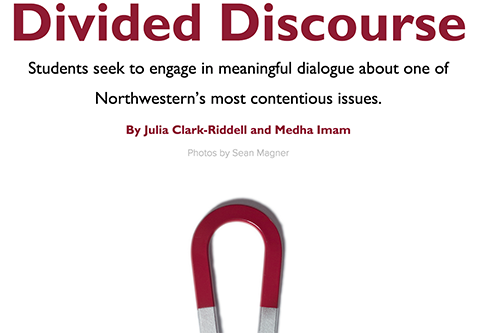 Divided Discourse
Students seek to engage in meaningful dialogue about one of
Northwestern’s most contentious issues.
By Julia Clark-Riddell and Medha Imam
Photos by Sean Magner